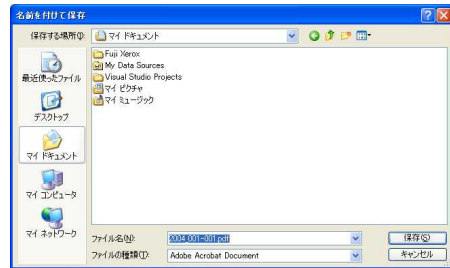 名前を付けて保存
保存する場所(I): マイ ドキュメント
Fuji Xerox
My Data Sources
Visual Studio Projects
マイ ピクチャ
マイ ミュージック
最近使ったファイル
デスクトップ
マイ ドキュメント
マイ コンピュータ
マイ ネットワーク
ファイル名(N): 2004_001-001.pdf 保存(S)
ファイルの種類(T): Adobe Acrobat Document キャンセル